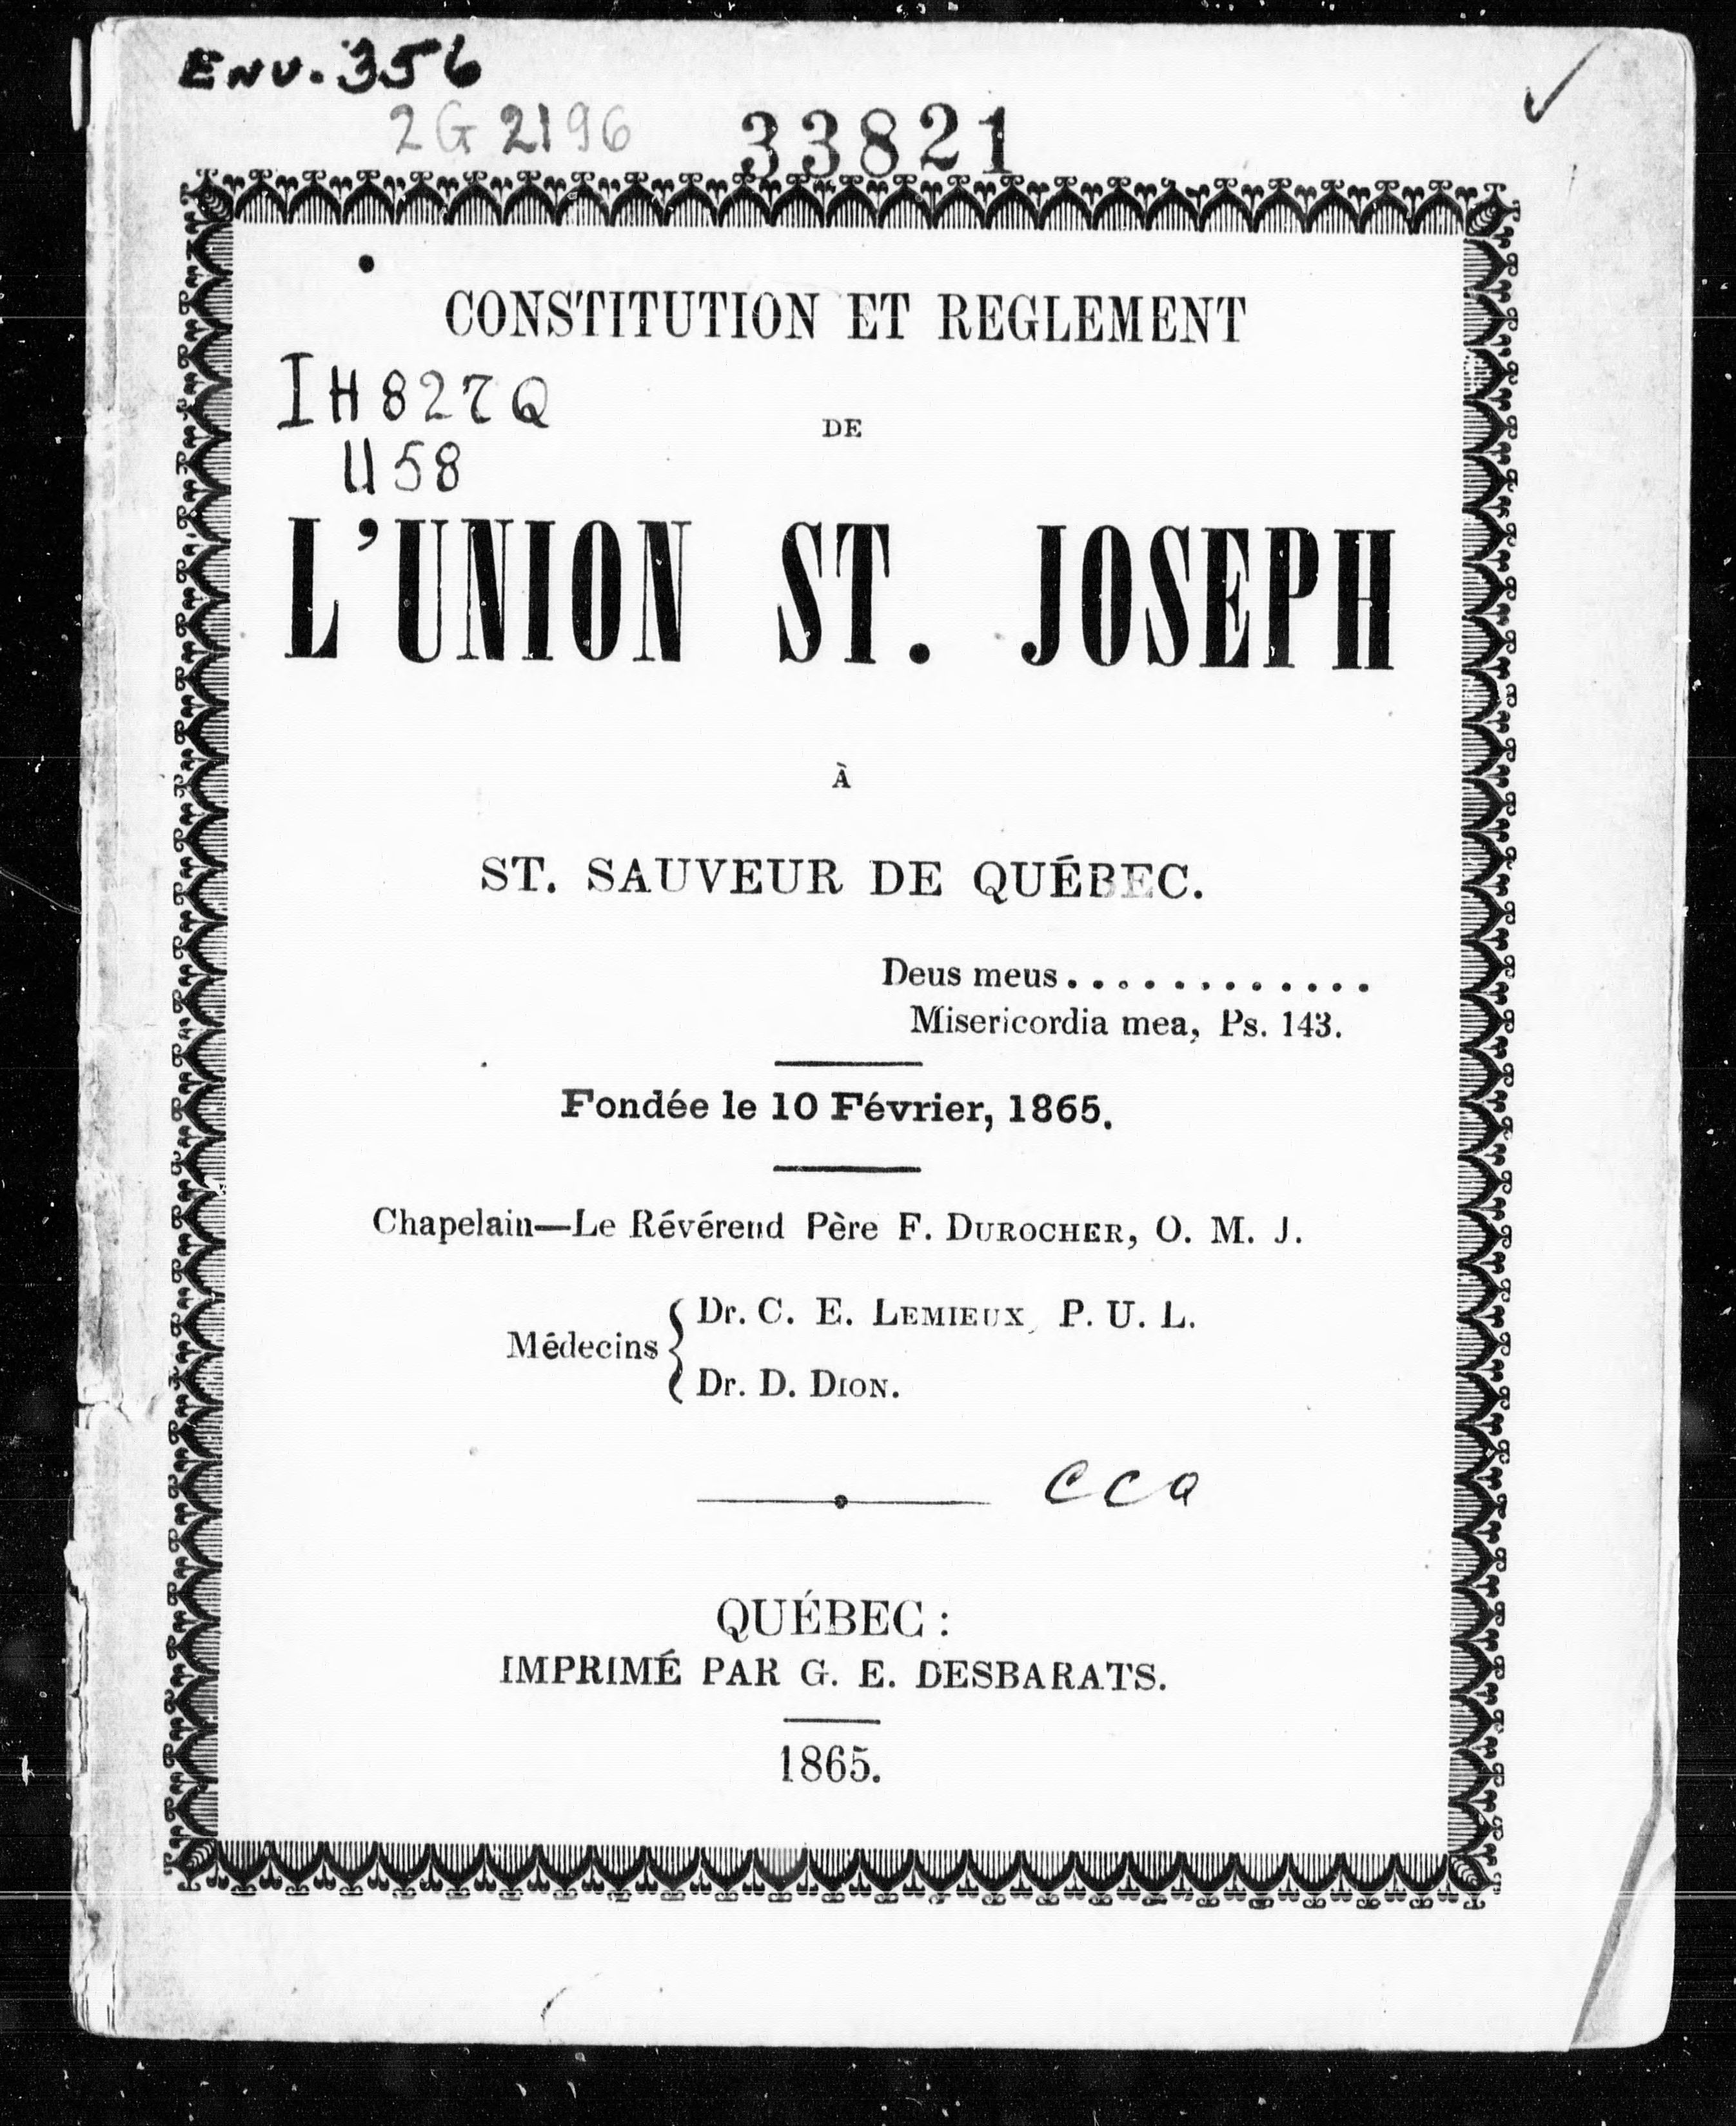 Env. 356
2G 2196
33821
CONSTITUTION ET REGLEMENT
IH827Q
DE
U58
L'UNION ST. JOSEPH
À
ST. SAUVEUR DE QUÉBEC.
Deus meus.............
Misericordia mea, Ps. 143.
Fondée le 10 Février, 1865.
Chapelain—Le Révérend Père F. DUROCHER, O. M. J.
Dr. C. E. LEMIEUX, P. U. L.
Médecins
Dr. D. DION.
CCQ
QUÉBEC :
IMPRIMÉ PAR G. E. DESBARATS.
1865.